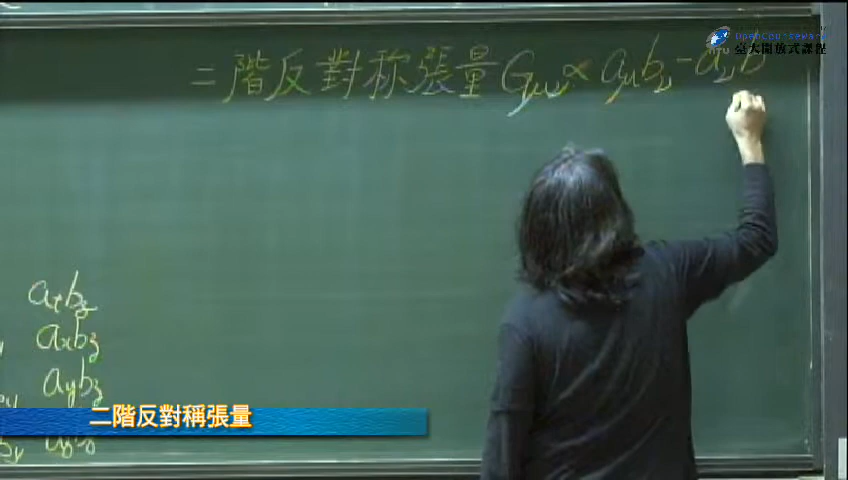 OpenCourseWare
NTU 臺大開放式課程
二階反對称張量 Gμν ∝ aμbν - aνb
atbz
axbz
aybz
二階反對稱張量